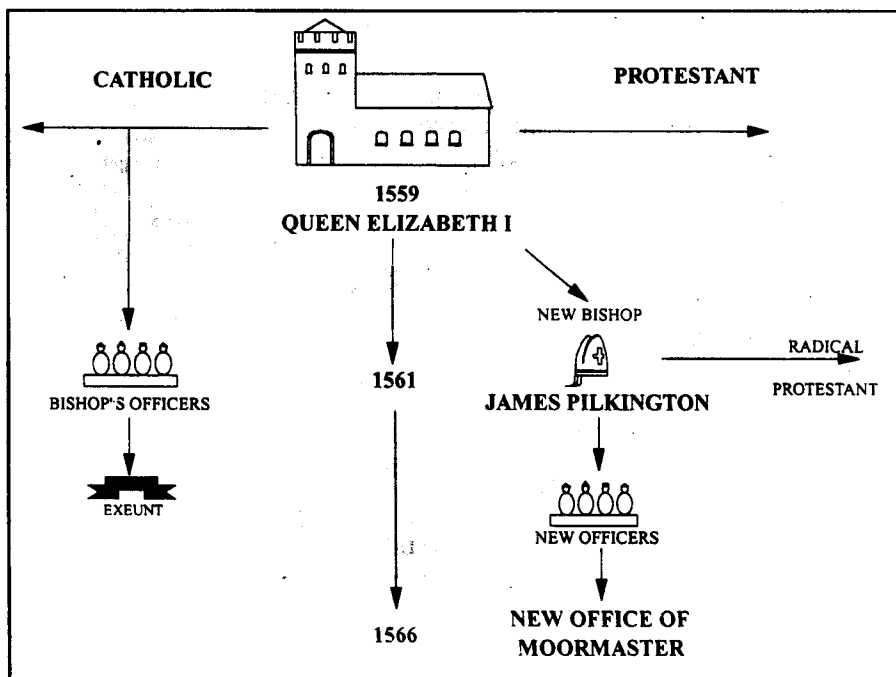 CATHOLIC
PROTESTANT
1559
QUEEN ELIZABETH I
NEW BISHOP
RADICAL
PROTESTANT
1561
JAMES PILKINGTON
BISHOP'S OFFICERS
EXEUNT
NEW OFFICERS
1566
NEW OFFICE OF
MOORMASTER